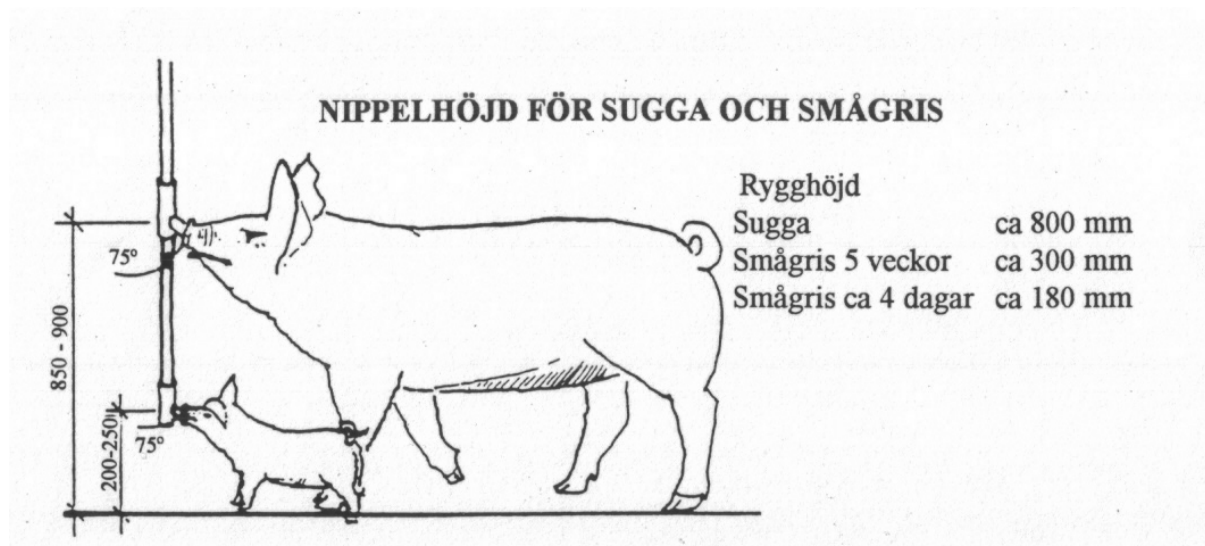 NIPPELHÖJD FÖR SUGGA OCH SMÅGRIS
Rygghöjd
Sugga ca 800 mm
Smågris 5 veckor ca 300 mm
Smågris ca 4 dagar ca 180 mm
75°
850 - 900
200-250
75°